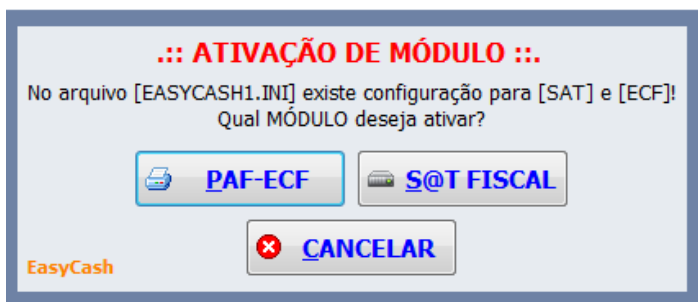 .:: ATIVAÇÃO DE MÓDULO ::.
No arquivo [EASYCASH1.INI] existe configuração para [SAT] e [ECF]!
Qual MÓDULO deseja ativar?
PAF-ECF
S@T FISCAL
CANCELAR
EasyCash